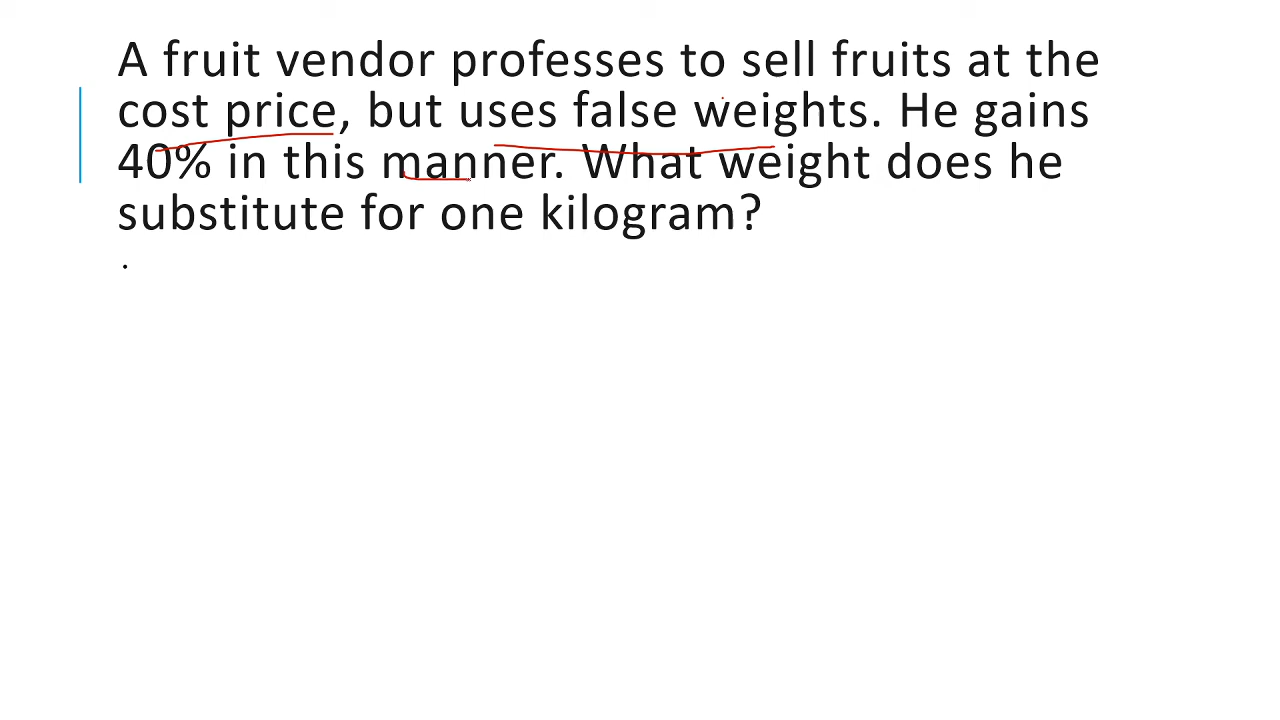 A fruit vendor professes to sell fruits at the
cost price, but uses false weights. He gains
40% in this manner. What weight does he
substitute for one kilogram?
.